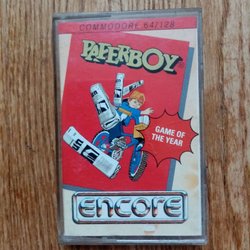 COMMODORE 64/128
PAPERBOY
GAME OF
THE YEAR
encore